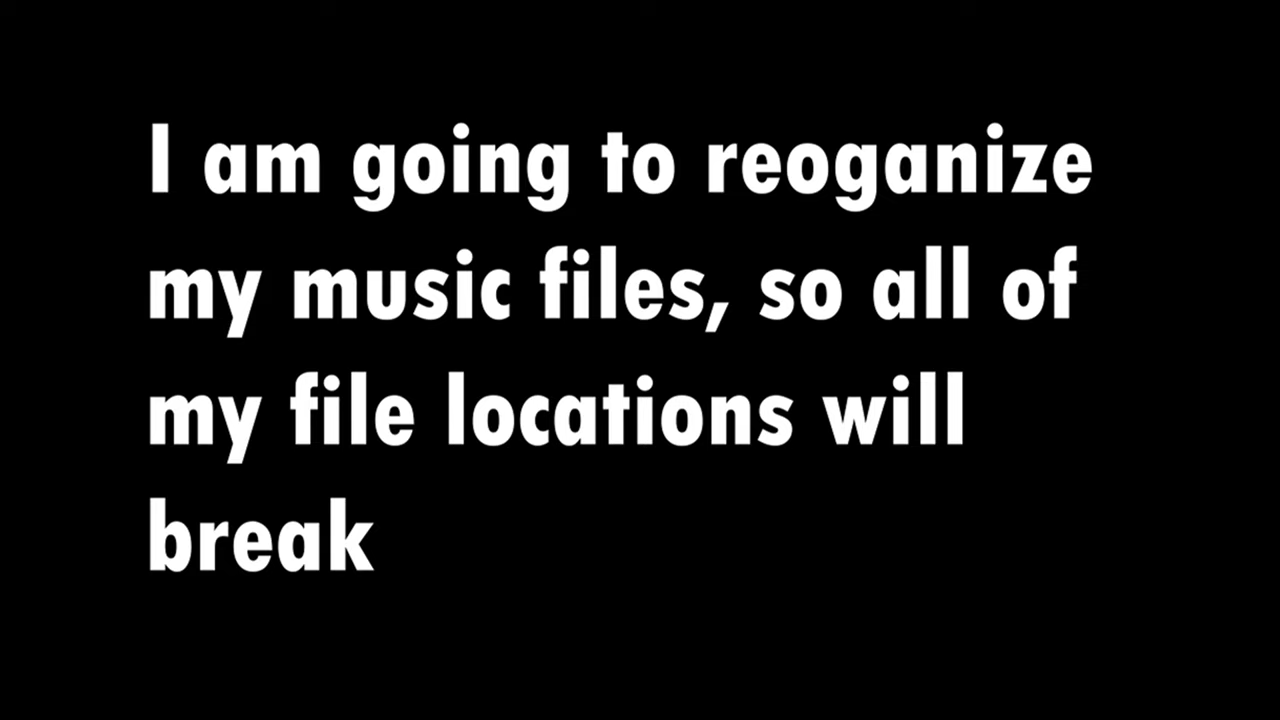 I am going to reoganize
my music files, so all of
my file locations will
break